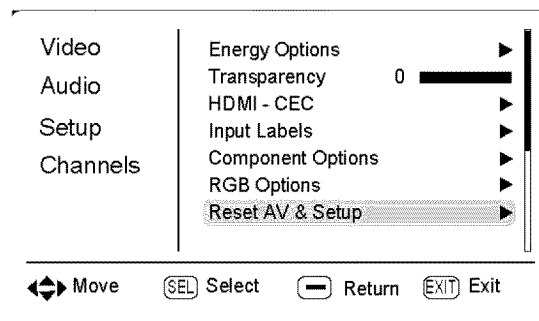 Video
Audio
Setup
Channels
Energy Options
Transparency 0
HDMI - CEC
Input Labels
Component Options
RGB Options
Reset AV & Setup
Move SEL Select Return EXIT Exit